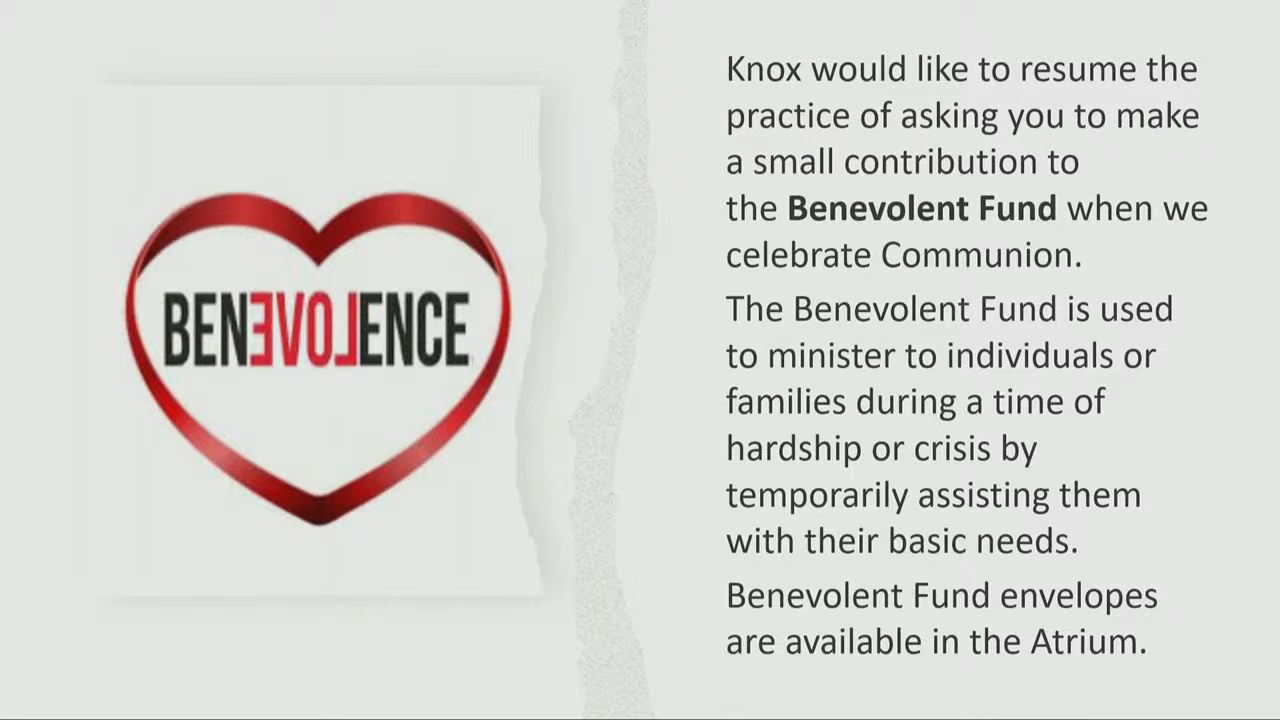 BENEVOLENCE
Knox would like to resume the
practice of asking you to make
a small contribution to
the Benevolent Fund when we
celebrate Communion.
The Benevolent Fund is used
to minister to individuals or
families during a time of
hardship or crisis by
temporarily assisting them
with their basic needs.
Benevolent Fund envelopes
are available in the Atrium.